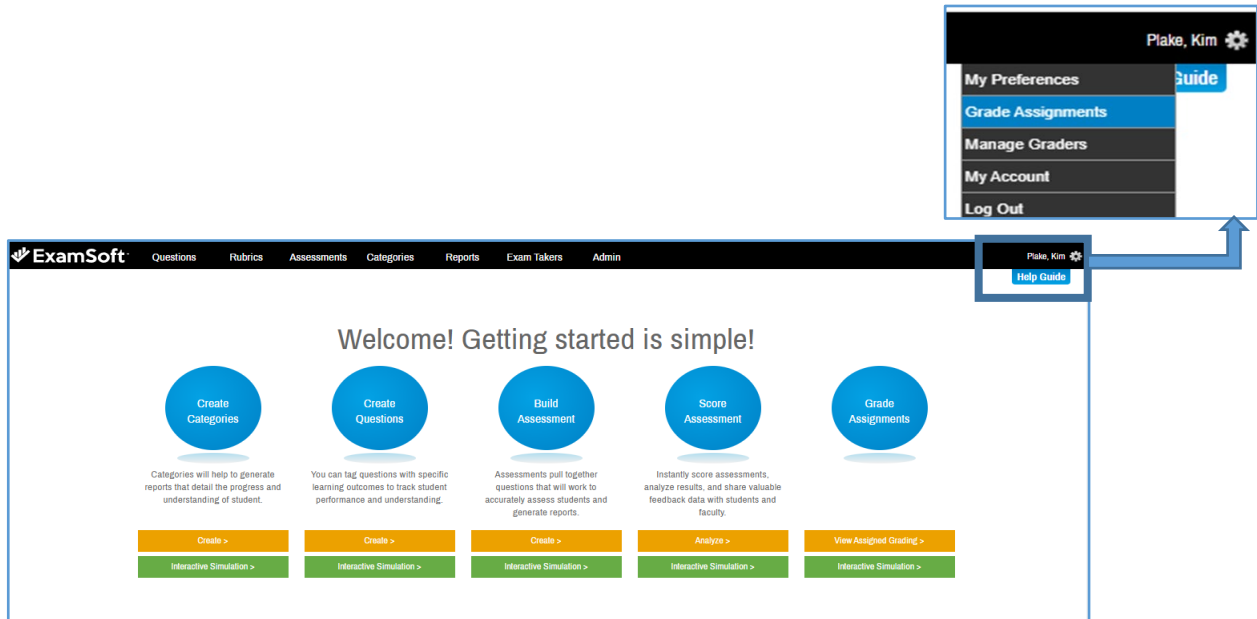 Plake, Kim
My Preferences
Guide
Grade Assignments
Manage Graders
My Account
Log Out
ExamSoft Questions Rubrics Assessments Categories Reports Exam Takers Admin Plake, Kim
Help Guide
Welcome! Getting started is simple!
Create
Categories
Create
Questions
Build
Assessment
Score
Assessment
Grade
Assignments
Categories will help to generate
reports that detail the progress and
understanding of student.
You can tag questions with specific
learning outcomes to track student
performance and understanding.
Assessments pull together
questions that will work to
accurately assess students and
generate reports.
Instantly score assessments,
analyze results, and share valuable
feedback data with students and
faculty.
Create >
Create >
Create >
Analyze >
View Assigned Grading >
Interactive Simulation >
Interactive Simulation >
Interactive Simulation >
Interactive Simulation >
Interactive Simulation >